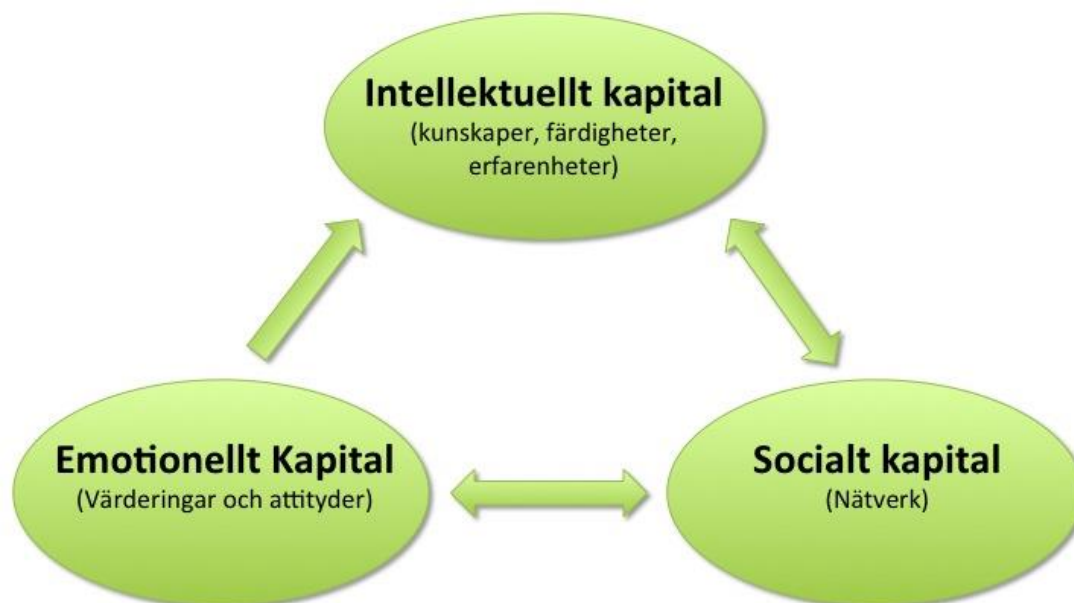 Intellektuellt kapital
(kunskaper, färdigheter,
erfarenheter)
Emotionellt Kapital
(Värderingar och attityder)
Socialt kapital
(Nätverk)